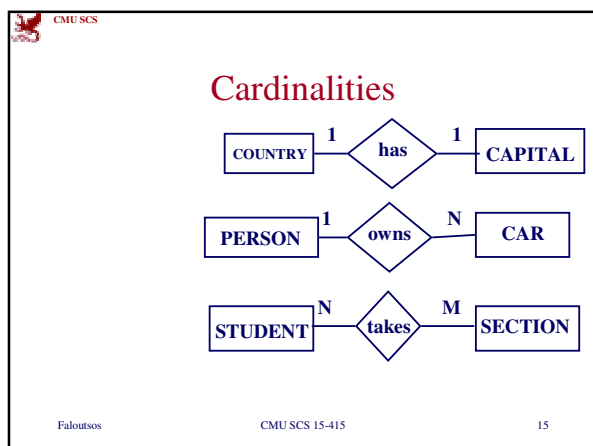 CMU SCS
Cardinalities
1 1
COUNTRY has CAPITAL
1 N
PERSON owns CAR
N M
STUDENT takes SECTION
Faloutsos CMU SCS 15-415 15